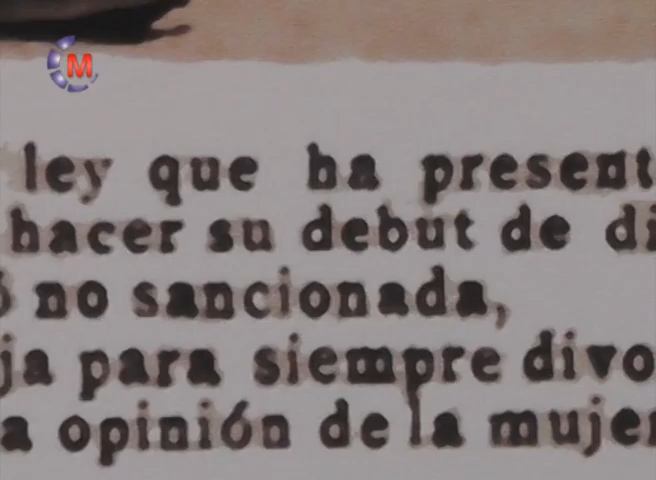 M
ley que ha present
hacer su debut de di
ó no sancionada,
ja para siempre divo
a opinión de la mujer